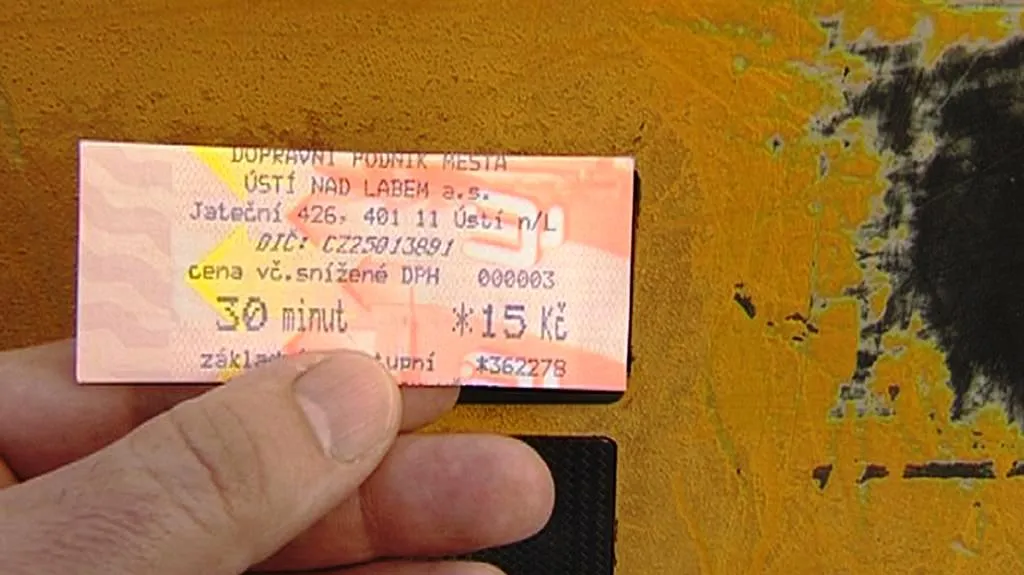 DOPRAVNÍ PODNIK MĚSTA
ÚSTÍ NAD LABEM a.s.
Jateční 426, 401 11 Ústí n/L
DIČ: CZ25013891
cena vč.snížené DPH 000003
30 minut *15 Kč
*362278